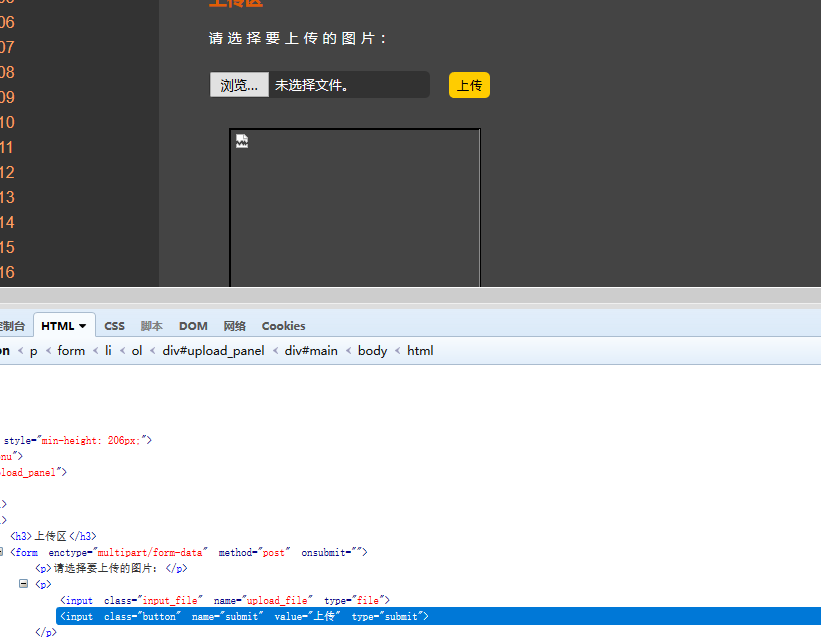 06
07
08
09
10
11
12
13
14
15
16
上传区
请选择要上传的图片：
浏览... 未选择文件。 上传
控制台 HTML CSS 脚本 DOM 网络 Cookies
on < p < form < li < ol < div#upload_panel < div#main < body < html
style="min-height: 206px;">
nu">
load_panel">
>
>
<h3>上传区</h3>
<form enctype="multipart/form-data" method="post" onsubmit="">
<p>请选择要上传的图片：</p>
<p>
<input class="input_file" name="upload_file" type="file">
<input class="button" name="submit" value="上传" type="submit">
</p>